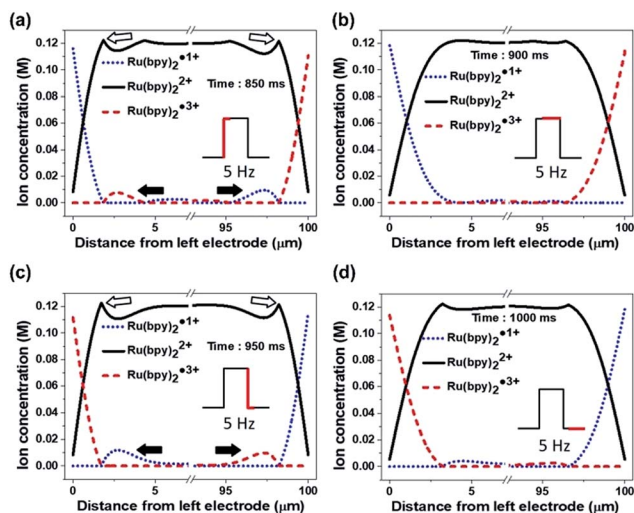 (a)
Ion concentration (M)
0.12
0.10
0.08
0.06
0.04
0.02
0.00
Ru(bpy)₂•1+
Ru(bpy)₂2+
Ru(bpy)₂•3+
Time : 850 ms
5 Hz
0 5 95 100
Distance from left electrode (μm)
(b)
Ion concentration (M)
0.12
0.10
0.08
0.06
0.04
0.02
0.00
Time : 900 ms
Ru(bpy)₂•1+
Ru(bpy)₂2+
Ru(bpy)₂•3+
5 Hz
0 5 95 100
Distance from left electrode (μm)
(c)
Ion concentration (M)
0.12
0.10
0.08
0.06
0.04
0.02
0.00
Ru(bpy)₂•1+
Ru(bpy)₂2+
Ru(bpy)₂•3+
Time : 950 ms
5 Hz
0 5 95 100
Distance from left electrode (μm)
(d)
Ion concentration (M)
0.12
0.10
0.08
0.06
0.04
0.02
0.00
Time : 1000 ms
Ru(bpy)₂•1+
Ru(bpy)₂2+
Ru(bpy)₂•3+
5 Hz
0 5 95 100
Distance from left electrode (μm)